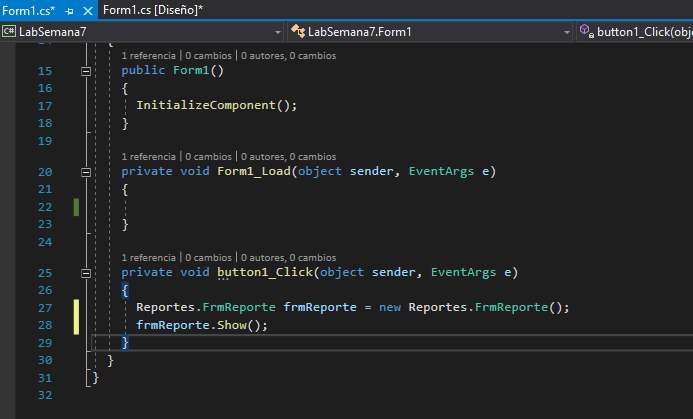 Form1.cs* Form1.cs [Diseño]*
LabSemana7 LabSemana7.Form1 button1_Click(obje
{
1 referencia | 0 cambios | 0 autores, 0 cambios
15 public Form1()
16 {
17 InitializeComponent();
18 }
19
1 referencia | 0 cambios | 0 autores, 0 cambios
20 private void Form1_Load(object sender, EventArgs e)
21 {
22
23 }
24
1 referencia | 0 cambios | 0 autores, 0 cambios
25 private void button1_Click(object sender, EventArgs e)
26 {
27 Reportes.FrmReporte frmReporte = new Reportes.FrmReporte();
28 frmReporte.Show();
29 }
30 }
31 }
32